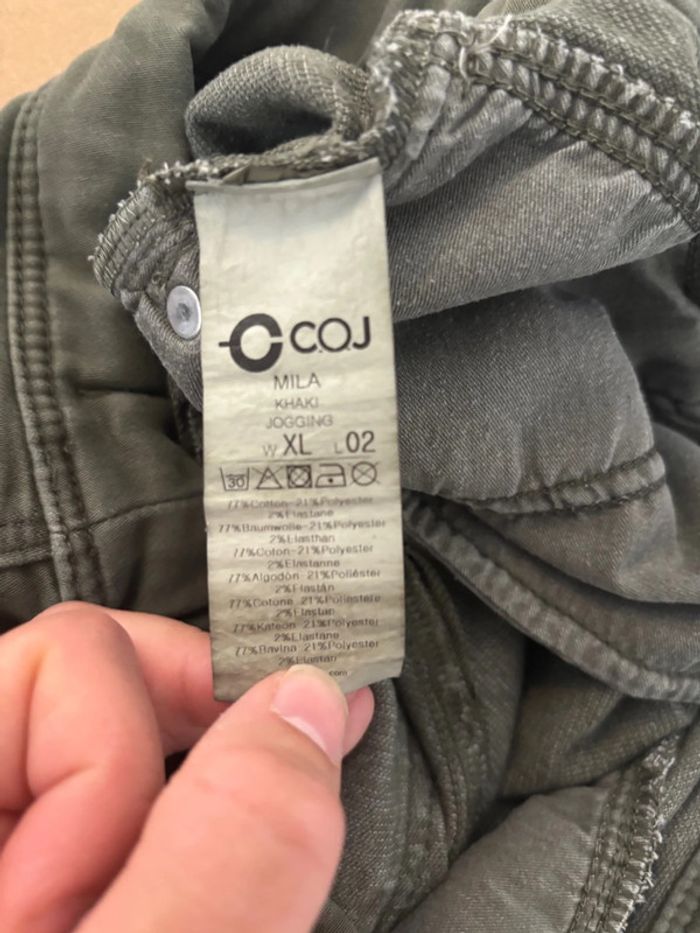 C.O.J
MILA
KHAKI
JOGGING
W XL L 02
30
77%Cotton-21%Polyester
2%Elastane
77%Baumwolle-21%Polyester
2%Elasthan
77%Coton-21%Polyester
2%Elastanne
77%Algodón-21%Poliéster
2%Elastán
77%Cotone-21%Poliestere
2%Elastan
77%Katoen-21%Polyester
2%Elastane
77%Bavlna 21%Polyester
2%Elastan
.com